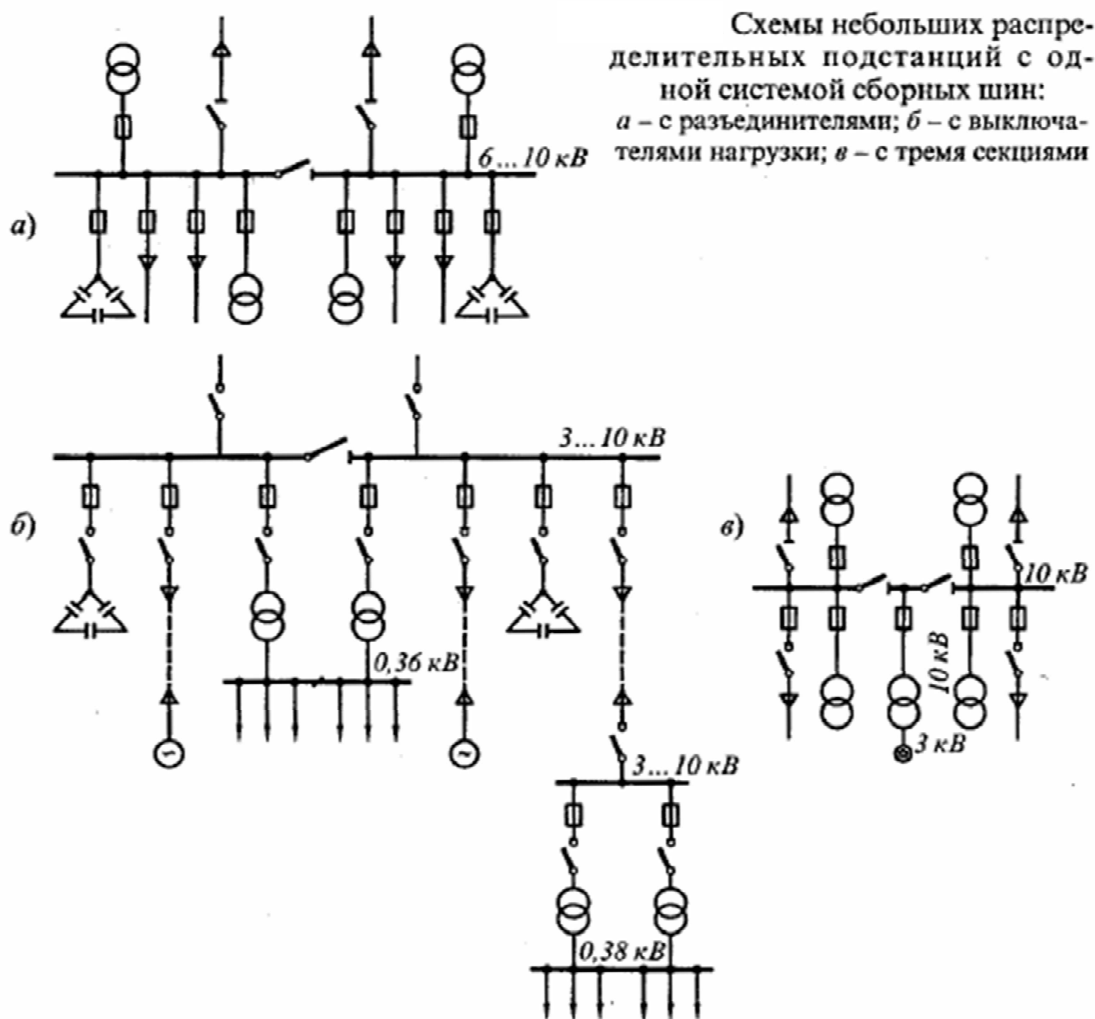 Схемы небольших распре-
делительных подстанций с од-
ной системой сборных шин:
а – с разъединителями; б – с выключа-
телями нагрузки; в – с тремя секциями
6... 10 кВ
а)
3... 10 кВ
б)
0,36 кВ
в)
10 кВ
10 кВ
3 кВ
3... 10 кВ
0,38 кВ